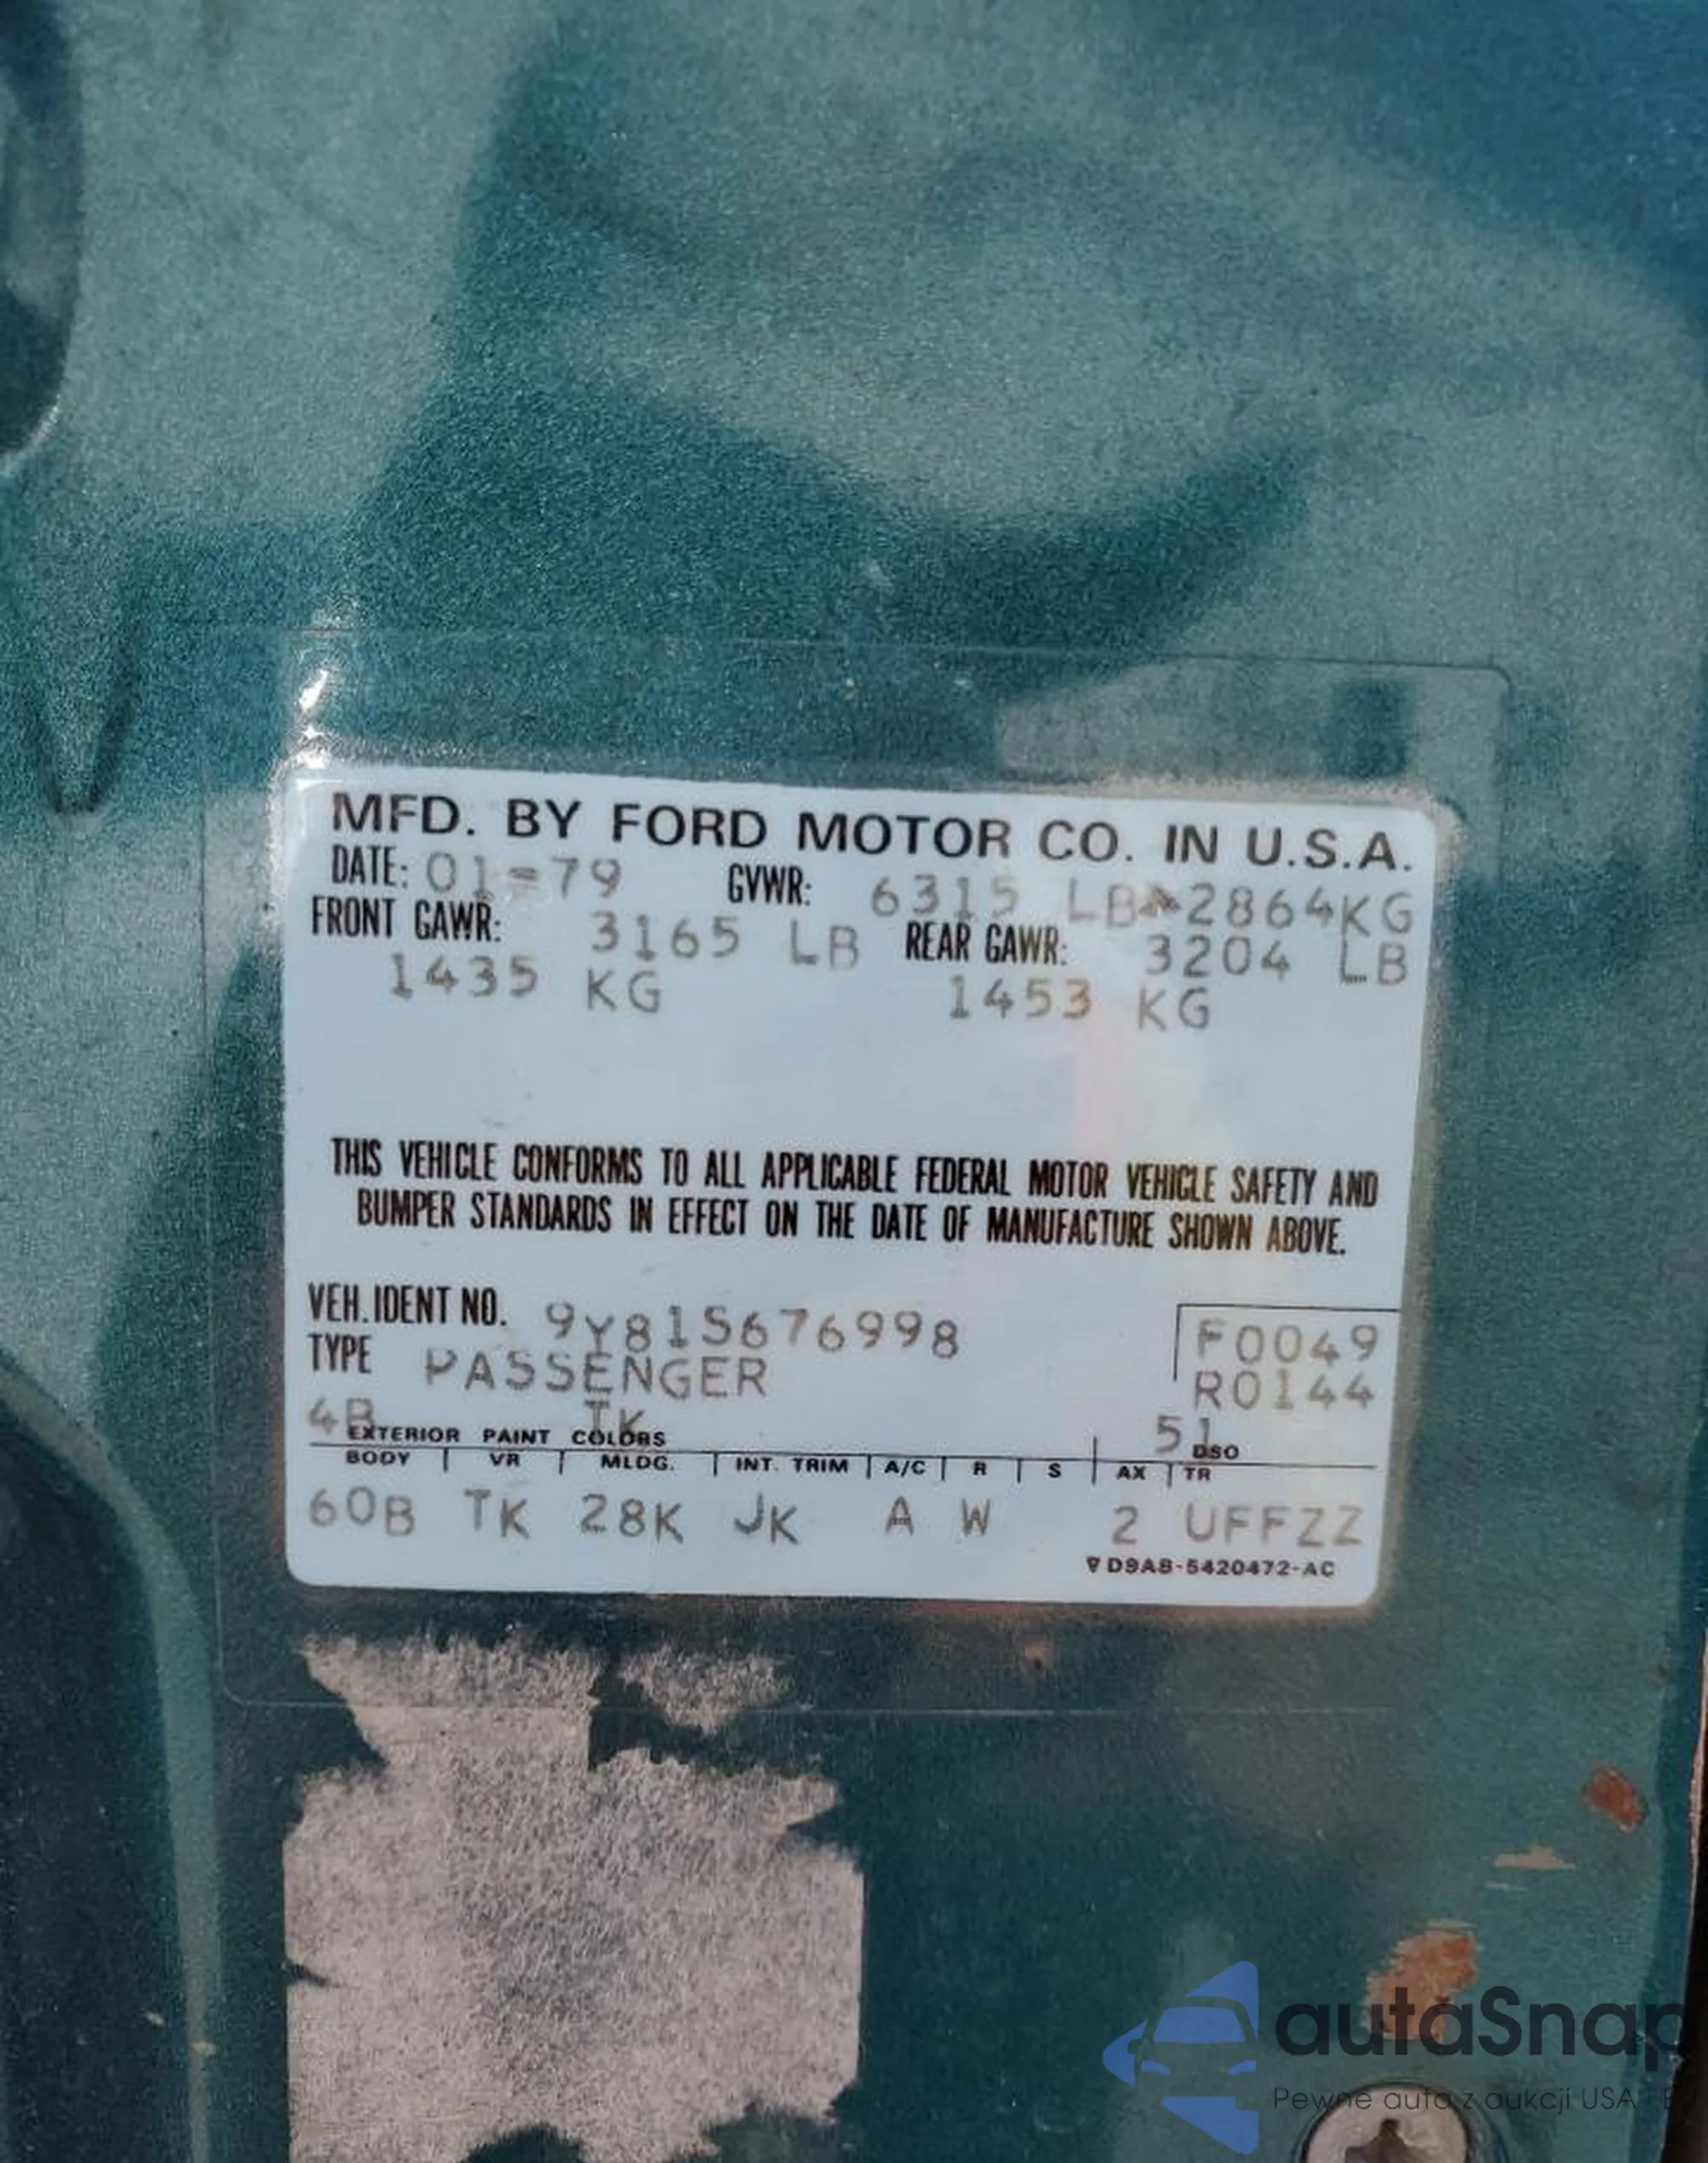 MFD. BY FORD MOTOR CO. IN U.S.A.
DATE: 01-79 GVWR: 6315 LB 2864KG
FRONT GAWR: 3165 LB REAR GAWR: 3204 LB
1435 KG 1453 KG
THIS VEHICLE CONFORMS TO ALL APPLICABLE FEDERAL MOTOR VEHICLE SAFETY AND
BUMPER STANDARDS IN EFFECT ON THE DATE OF MANUFACTURE SHOWN ABOVE.
VEH. IDENT NO. 9Y81S676998 F0049
TYPE PASSENGER R0144
4B TK 51
EXTERIOR PAINT COLORS DSO
BODY VR MLDG. INT. TRIM A/C R S AX TR
60B TK 28K JK A W 2 UFFZZ
D9AB-5420472-AC
autaSnap
Pewne auta z aukcji USA